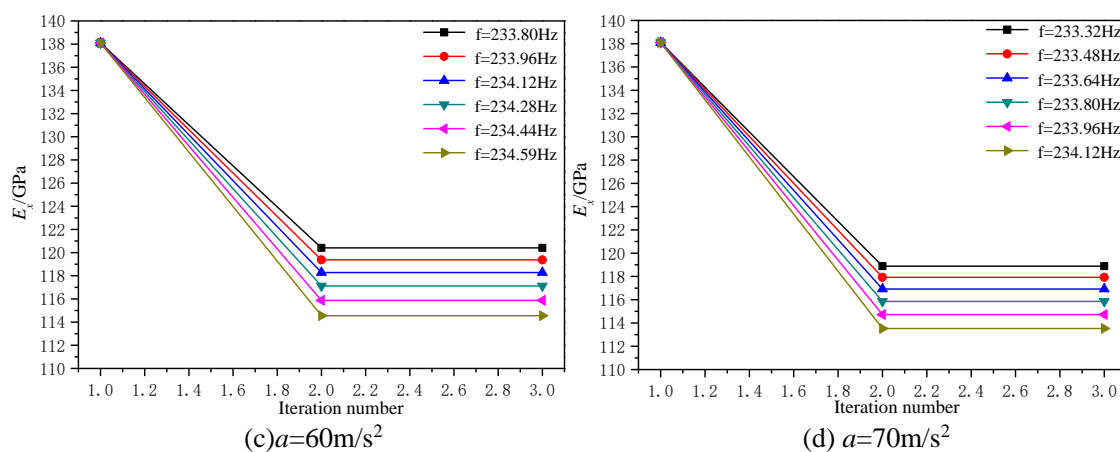 140
138
136
134
132
130
128
126
124
122
120
118
116
114
112
110
Ex/GPa
f=233.80Hz
f=233.96Hz
f=234.12Hz
f=234.28Hz
f=234.44Hz
f=234.59Hz
1.0 1.2 1.4 1.6 1.8 2.0 2.2 2.4 2.6 2.8 3.0
Iteration number
(c)a=60m/s²
140
138
136
134
132
130
128
126
124
122
120
118
116
114
112
110
Ex/GPa
f=233.32Hz
f=233.48Hz
f=233.64Hz
f=233.80Hz
f=233.96Hz
f=234.12Hz
1.0 1.2 1.4 1.6 1.8 2.0 2.2 2.4 2.6 2.8 3.0
Iteration number
(d) a=70m/s²